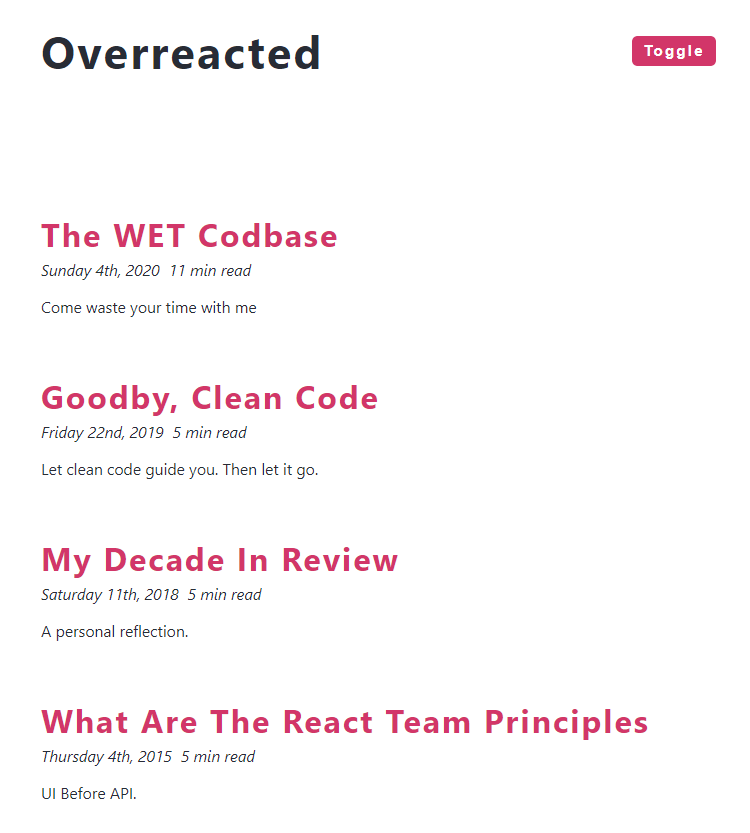 Overreacted
Toggle
The WET Codbase
Sunday 4th, 2020 11 min read
Come waste your time with me
Goodby, Clean Code
Friday 22nd, 2019 5 min read
Let clean code guide you. Then let it go.
My Decade In Review
Saturday 11th, 2018 5 min read
A personal reflection.
What Are The React Team Principles
Thursday 4th, 2015 5 min read
UI Before API.